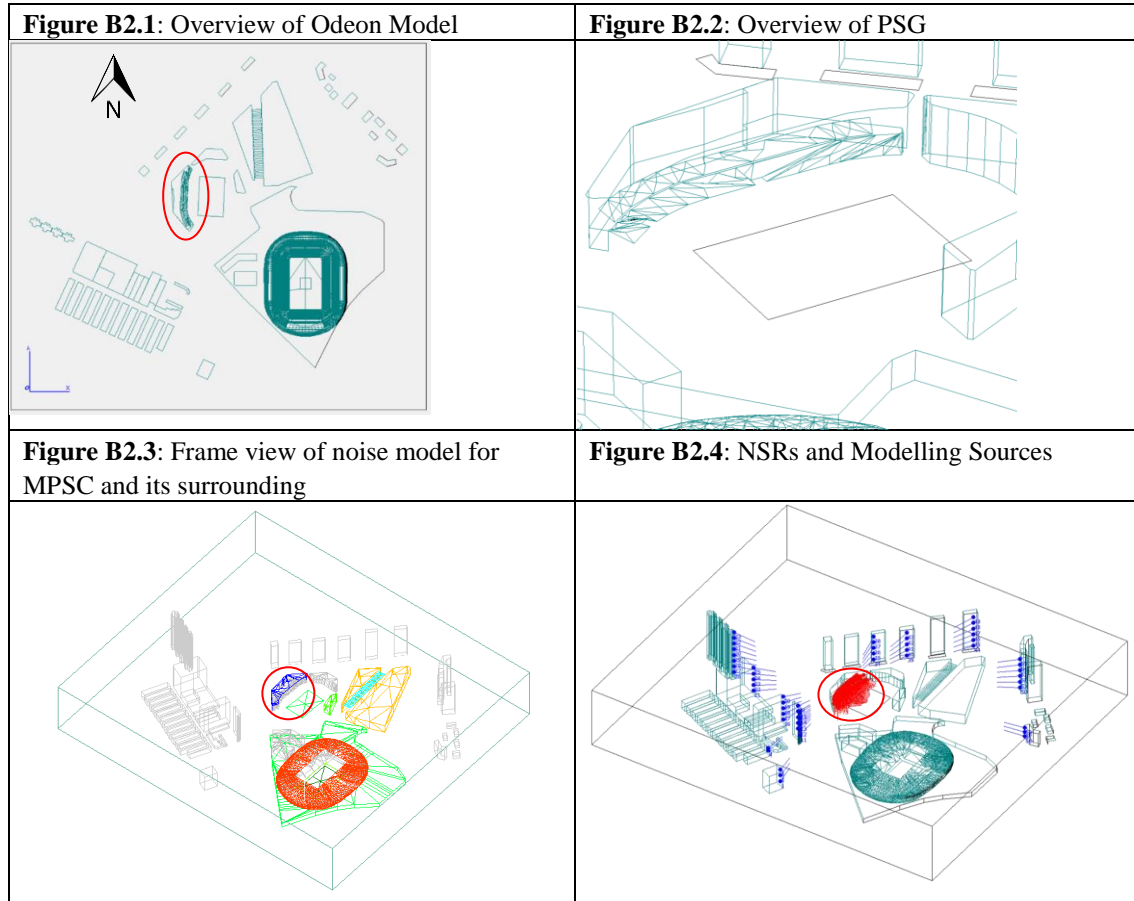 Figure B2.1: Overview of Odeon Model
Figure B2.2: Overview of PSG
N
Figure B2.3: Frame view of noise model for
MPSC and its surrounding
Figure B2.4: NSRs and Modelling Sources